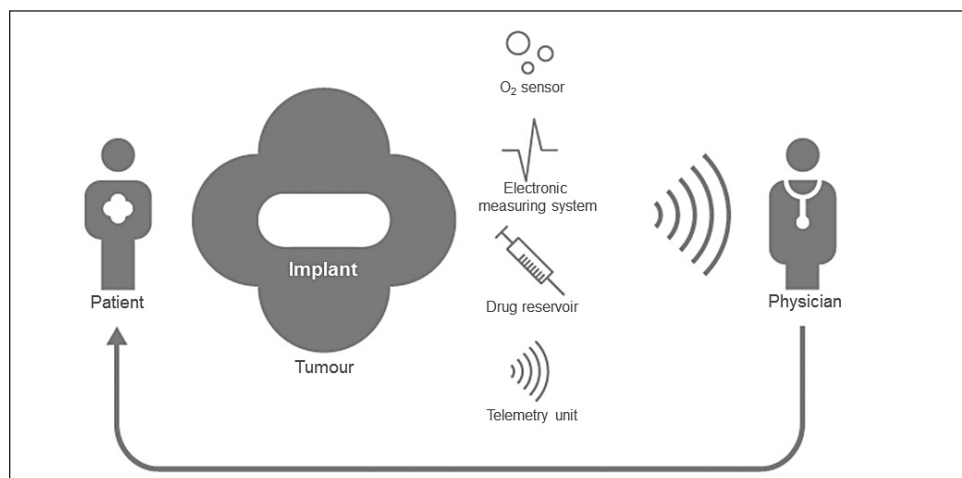 O₂ sensor
Electronic
measuring system
Implant
Drug reservoir
Patient
Physician
Tumour
Telemetry unit